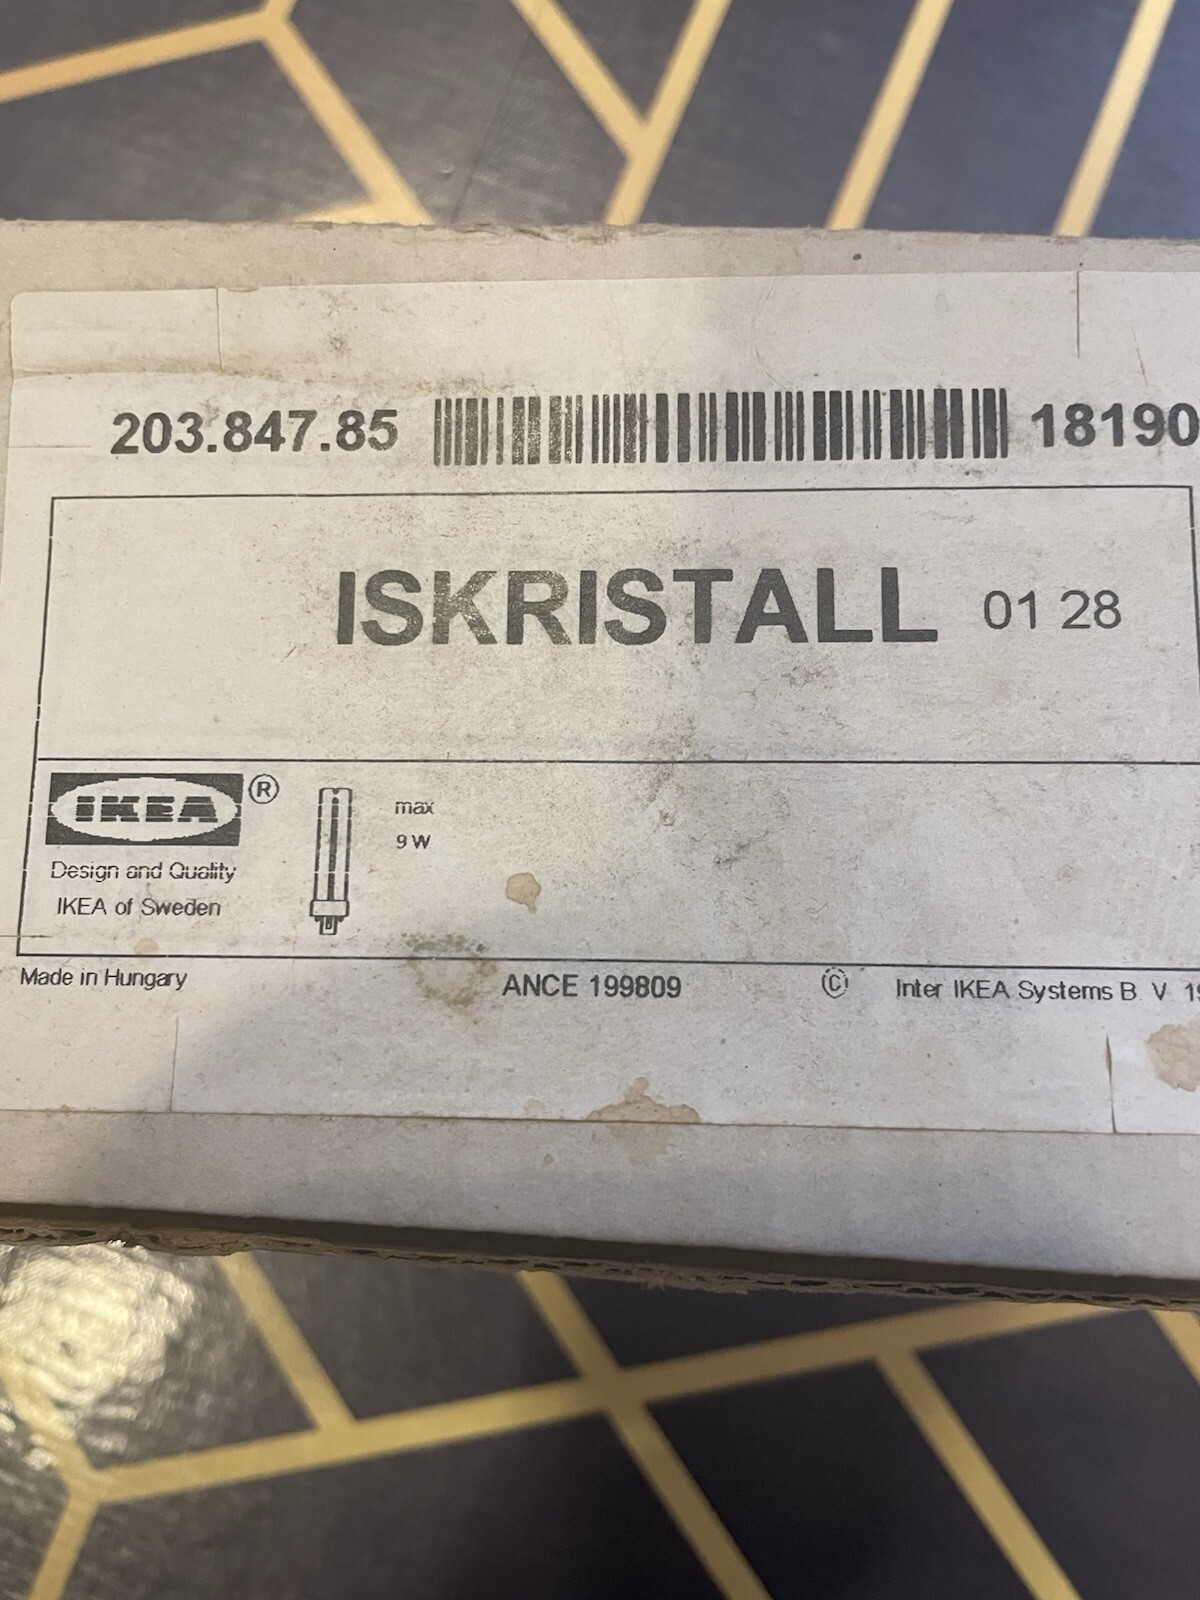 203.847.85 18190
ISKRISTALL 01 28
IKEA ®
max
9 W
Design and Quality
IKEA of Sweden
Made in Hungary ANCE 199809 © Inter IKEA Systems B. V 19